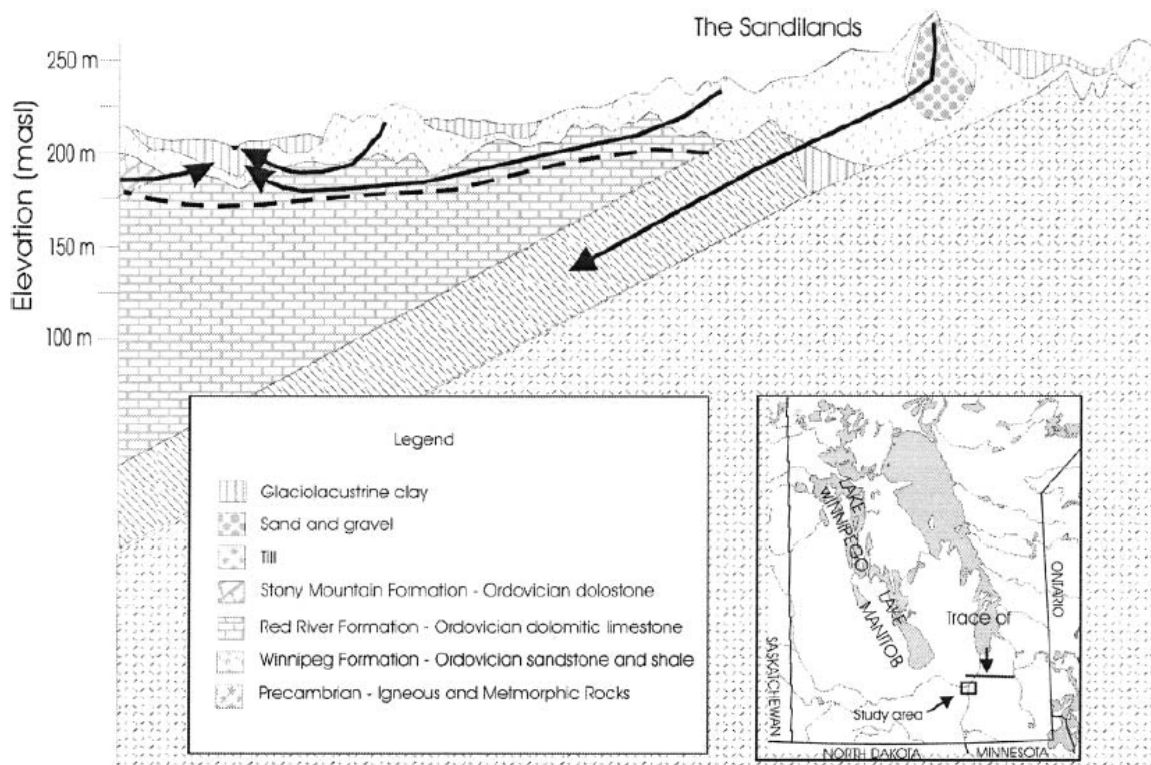 The Sandilands
Elevation (masl)
250 m
200 m
150 m
100 m
Legend
Glaciolacustrine clay
Sand and gravel
Till
Stony Mountain Formation - Ordovician dolostone
Red River Formation - Ordovician dolomitic limestone
Winnipeg Formation - Ordovician sandstone and shale
Precambrian - Igneous and Metmorphic Rocks
LAKE
WINNIPEGO
LAKE
MANITOB
ONTARIO
Trace of
SASKATCHEWAN
Study area
NORTH DAKOTA
MINNESOTA